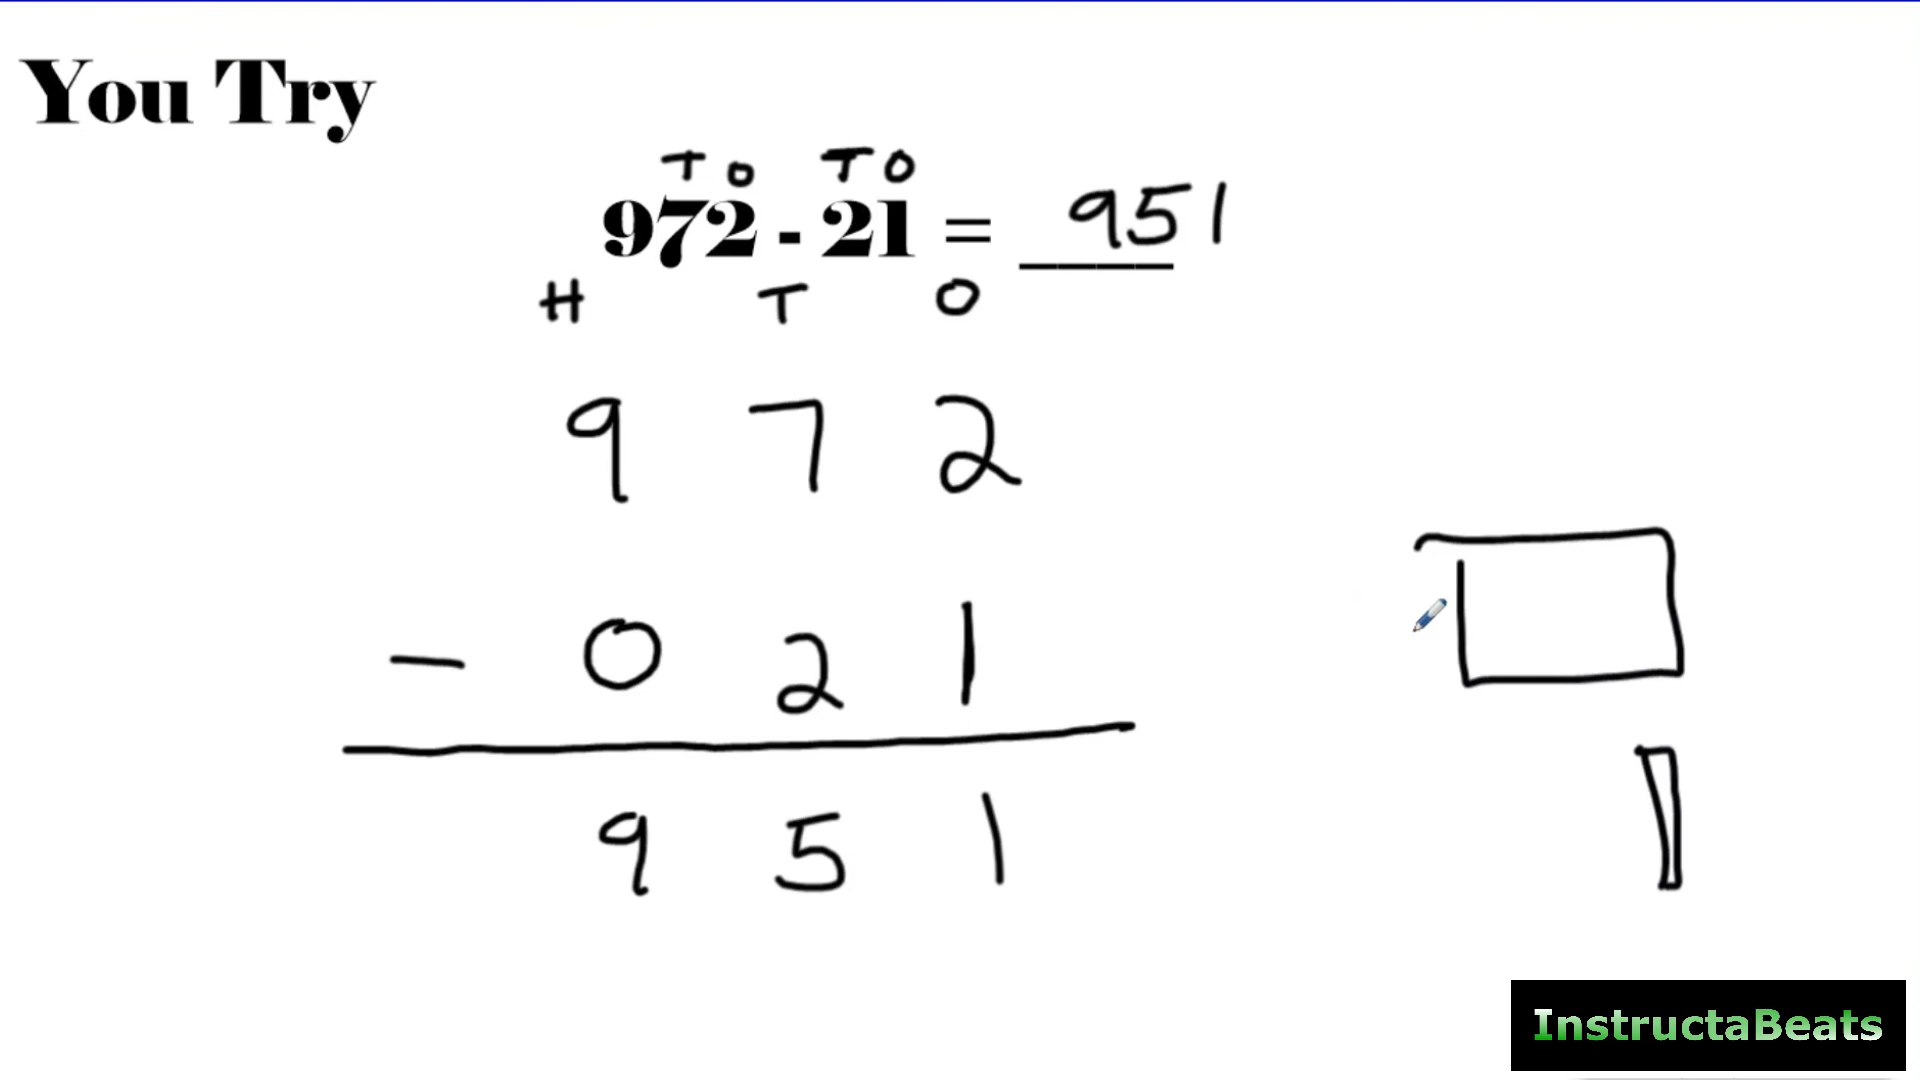 You Try
T O T O
972 - 21 = 951
H T O
9 7 2
- 0 2 1
9 5 1
InstructaBeats